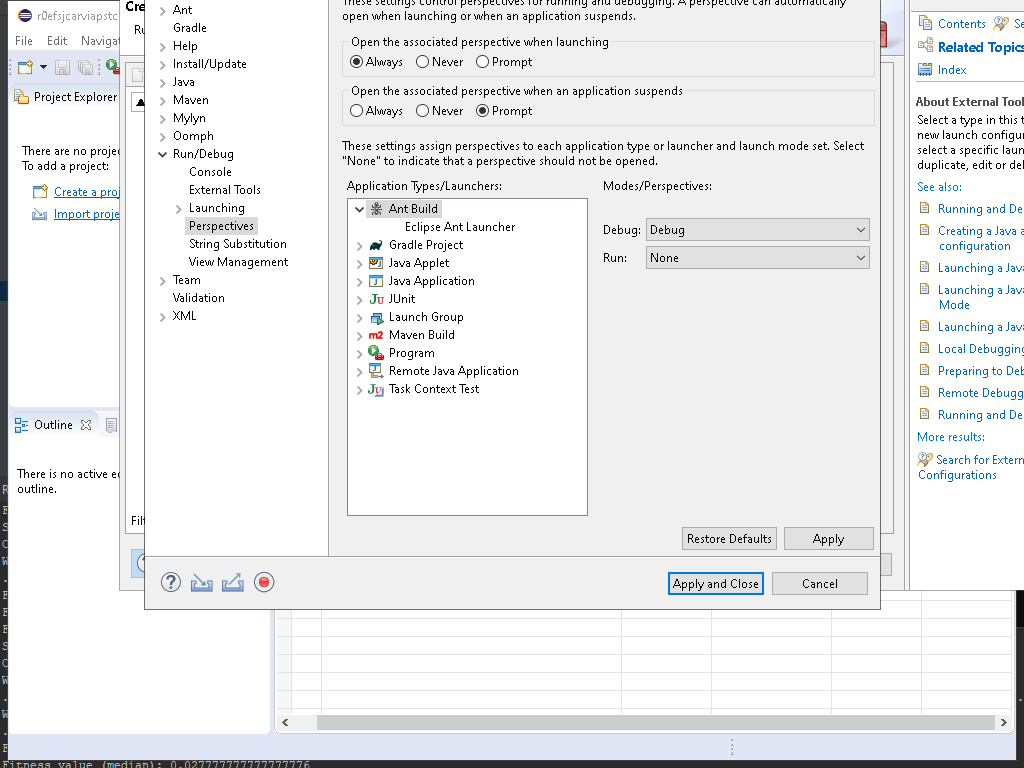 r0efsjcarviapstc
File Edit Naviga
Project Explorer
There are no projec
To add a project:
Create a proj
Import proje
Outline
There is no active ed
outline.
Cre
Ru
Filt
Ant
Gradle
Help
Install/Update
Java
Maven
Mylyn
Oomph
Run/Debug
Console
External Tools
Launching
Perspectives
String Substitution
View Management
Team
Validation
XML
These settings control perspectives for running and debugging. A perspective can automatically
open when launching or when an application suspends.
Open the associated perspective when launching
Always Never Prompt
Open the associated perspective when an application suspends
Always Never Prompt
These settings assign perspectives to each application type or launcher and launch mode set. Select
"None" to indicate that a perspective should not be opened.
Application Types/Launchers:
Ant Build
Eclipse Ant Launcher
Gradle Project
Java Applet
Java Application
JUnit
Launch Group
Maven Build
Program
Remote Java Application
Task Context Test
Modes/Perspectives:
Debug: Debug
Run: None
Restore Defaults Apply
Apply and Close Cancel
Contents Se
Related Topics
Index
About External Tool
Select a type in this t
new launch configur
select a specific laun
duplicate, edit or del
See also:
Running and De
Creating a Java a
configuration
Launching a Java
Launching a Java
Mode
Launching a Java
Local Debugging
Preparing to Deb
Remote Debugg
Running and De
More results:
Search for Extern
Configurations
Fitness value (median): 0.027777777777777776